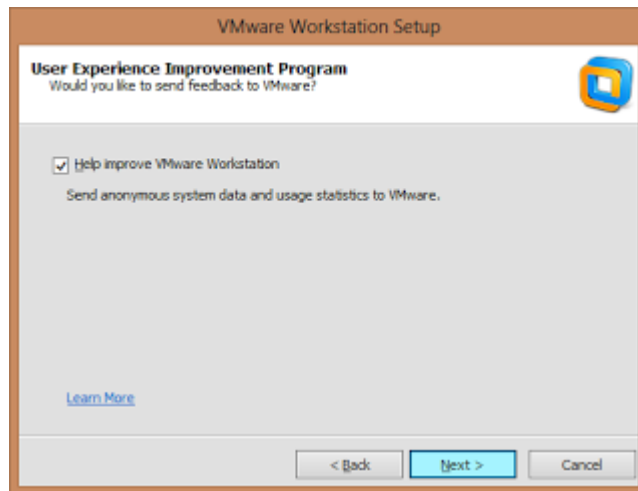 VMware Workstation Setup
User Experience Improvement Program
Would you like to send feedback to VMware?
Help improve VMware Workstation
Send anonymous system data and usage statistics to VMware.
Learn More
< Back Next > Cancel